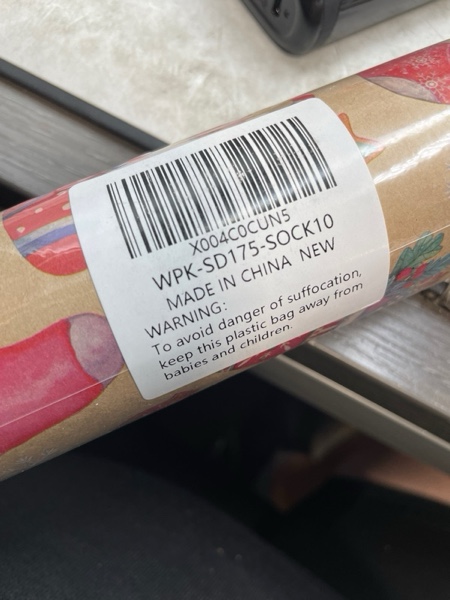 X004C0CUN5
WPK-SD175-SOCK10
MADE IN CHINA NEW
WARNING:
To avoid danger of suffocation,
keep this plastic bag away from
babies and children.